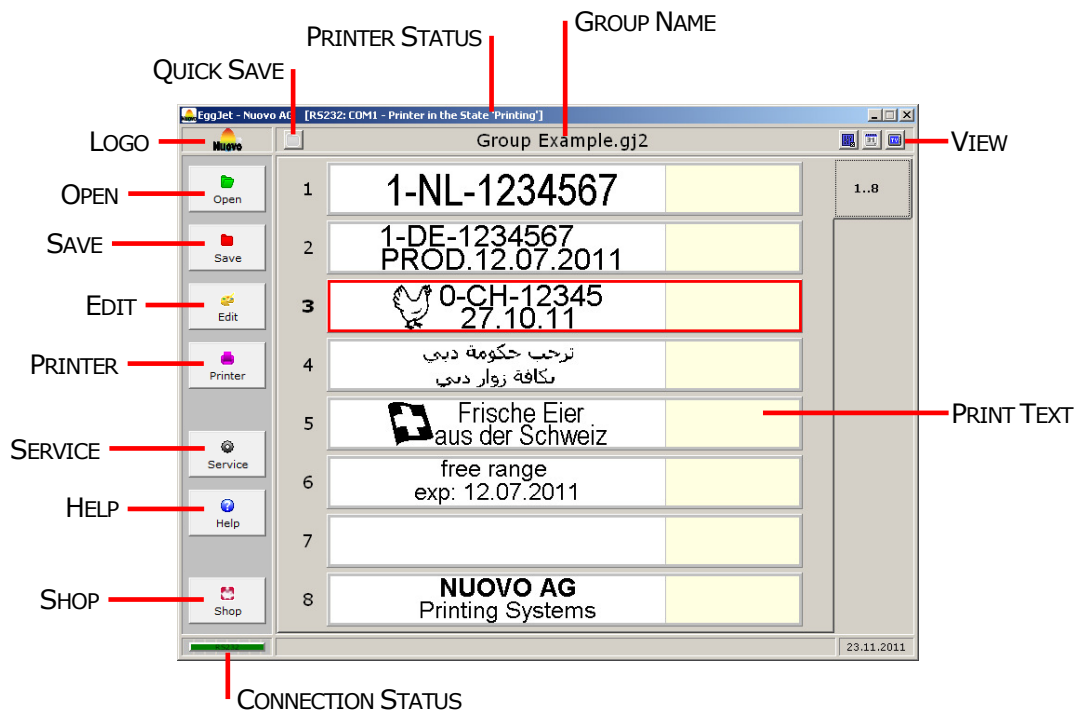 GROUP NAME
PRINTER STATUS
QUICK SAVE
EggJet - Nuovo AG [RS232: COM1 - Printer in the State 'Printing']
LOGO
Nuovo
Group Example.gj2
VIEW
OPEN
Open
1
1-NL-1234567
1..8
SAVE
Save
2
1-DE-1234567
PROD.12.07.2011
EDIT
Edit
3
0-CH-12345
27.10.11
PRINTER
Printer
4
ترحب حكومة دبي
بكافة زوار دبي
5
Frische Eier
aus der Schweiz
PRINT TEXT
SERVICE
Service
6
free range
exp: 12.07.2011
HELP
Help
7
SHOP
Shop
8
NUOVO AG
Printing Systems
RS232
23.11.2011
CONNECTION STATUS